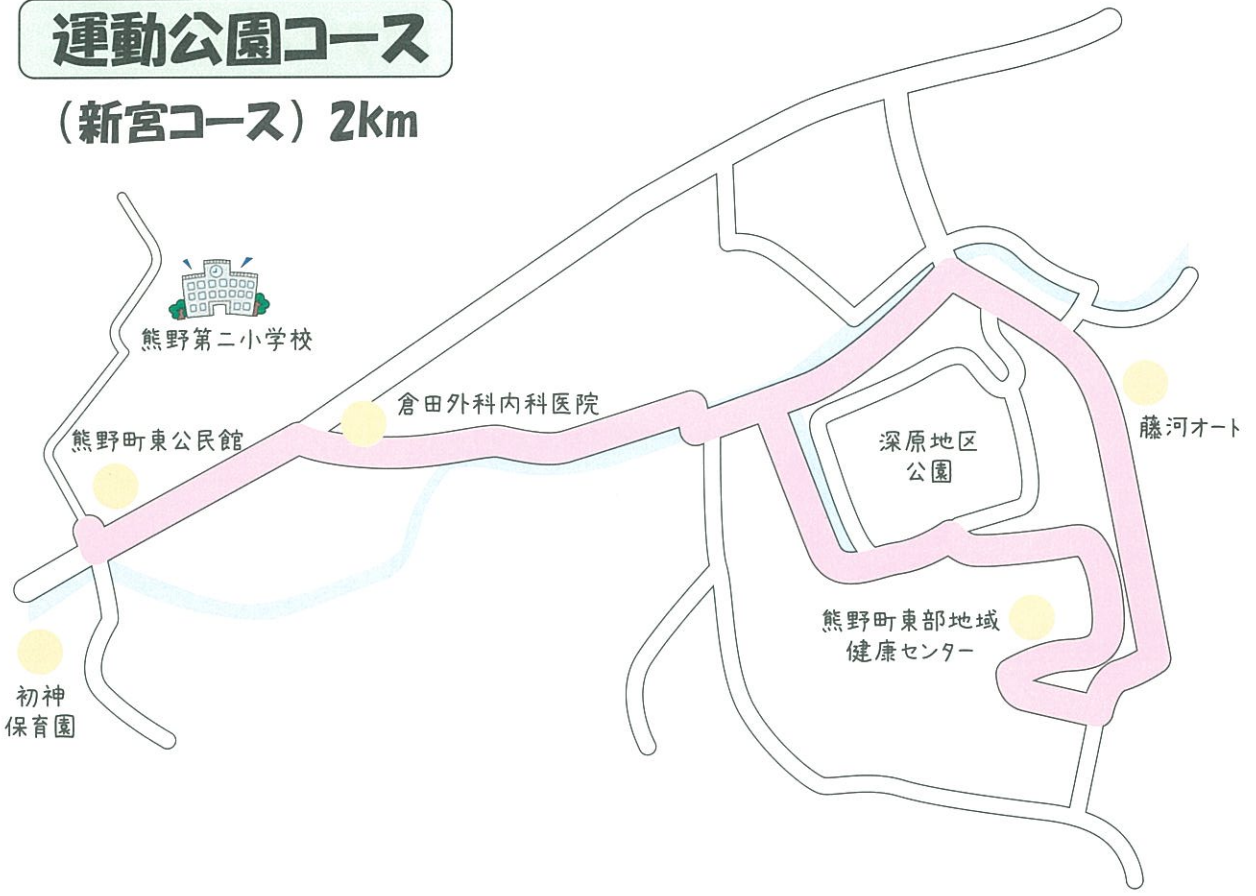 運動公園コース
（新宮コース）2km
熊野第二小学校
倉田外科内科医院
熊野町東公民館
藤河オート
深原地区
公園
熊野町東部地域
健康センター
初神
保育園